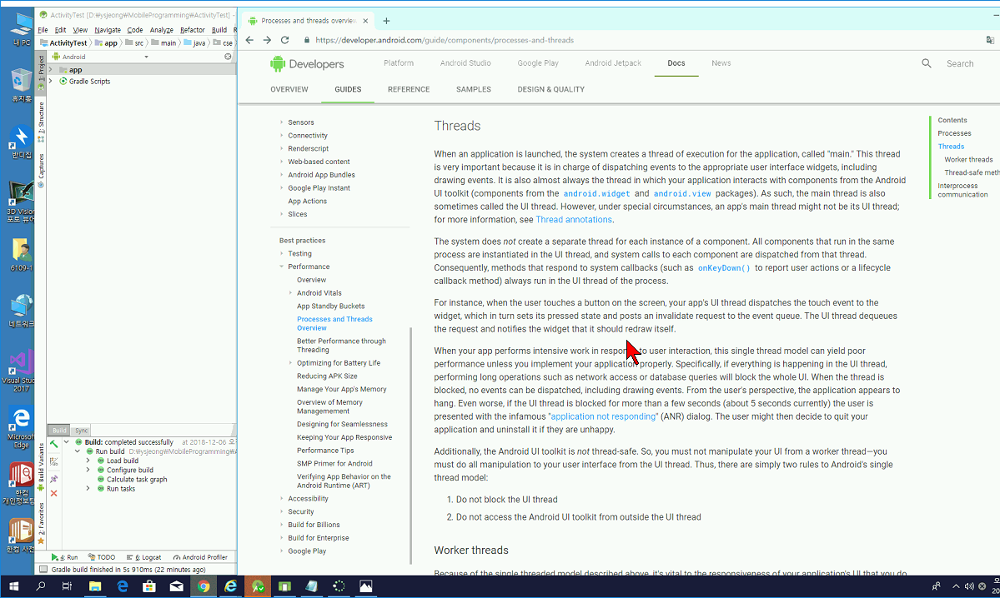 내 PC
휴지통
반디집
3D Vision
포토 뷰어
6109-1
네트워크
Visual Studio
2017
Microsoft
Edge
한컴
개인정보탐
한컴 사전
ActivityTest [D:￦ysjeong￦MobileProgramming￦ActivityTest] -
File Edit View Navigate Code Analyze Refactor Build
ActivityTest app src main java cse
Android
1: Project
Z: Structure
Captures
Build Variants
2: Favorites
app
Gradle Scripts
Build Sync
Build: completed successfully at 2018-12-06
Run build D:￦ysjeong￦MobileProgramming￦A
Load build
Configure build
Calculate task graph
Run tasks
4: Run TODO 6: Logcat Android Profiler
Gradle build finished in 5s 910ms (22 minutes ago)
Processes and threads overview
https://developer.android.com/guide/components/processes-and-threads
Developers Platform Android Studio Google Play Android Jetpack Docs News Search
OVERVIEW GUIDES REFERENCE SAMPLES DESIGN & QUALITY
Sensors
Connectivity
Renderscript
Web-based content
Android App Bundles
Google Play Instant
App Actions
Slices
Best practices
Testing
Performance
Overview
Android Vitals
App Standby Buckets
Processes and Threads
Overview
Better Performance through
Threading
Optimizing for Battery Life
Reducing APK Size
Manage Your App's Memory
Overview of Memory
Managemement
Designing for Seamlessness
Keeping Your App Responsive
Performance Tips
SMP Primer for Android
Verifying App Behavior on the
Android Runtime (ART)
Accessibility
Security
Build for Billions
Build for Enterprise
Google Play
Threads
When an application is launched, the system creates a thread of execution for the application, called "main." This thread
is very important because it is in charge of dispatching events to the appropriate user interface widgets, including
drawing events. It is also almost always the thread in which your application interacts with components from the Android
UI toolkit (components from the android.widget and android.view packages). As such, the main thread is also
sometimes called the UI thread. However, under special circumstances, an app's main thread might not be its UI thread;
for more information, see Thread annotations.
The system does not create a separate thread for each instance of a component. All components that run in the same
process are instantiated in the UI thread, and system calls to each component are dispatched from that thread.
Consequently, methods that respond to system callbacks (such as onKeyDown() to report user actions or a lifecycle
callback method) always run in the UI thread of the process.
For instance, when the user touches a button on the screen, your app's UI thread dispatches the touch event to the
widget, which in turn sets its pressed state and posts an invalidate request to the event queue. The UI thread dequeues
the request and notifies the widget that it should redraw itself.
When your app performs intensive work in response to user interaction, this single thread model can yield poor
performance unless you implement your application properly. Specifically, if everything is happening in the UI thread,
performing long operations such as network access or database queries will block the whole UI. When the thread is
blocked, no events can be dispatched, including drawing events. From the user's perspective, the application appears to
hang. Even worse, if the UI thread is blocked for more than a few seconds (about 5 seconds currently) the user is
presented with the infamous "application not responding" (ANR) dialog. The user might then decide to quit your
application and uninstall it if they are unhappy.
Additionally, the Android UI toolkit is not thread-safe. So, you must not manipulate your UI from a worker thread—you
must do all manipulation to your user interface from the UI thread. Thus, there are simply two rules to Android's single
thread model:
1. Do not block the UI thread
2. Do not access the Android UI toolkit from outside the UI thread
Worker threads
Because of the single threaded model described above, it's vital to the responsiveness of your application's UI that you do
Contents
Processes
Threads
Worker threads
Thread-safe meth
Interprocess
communication